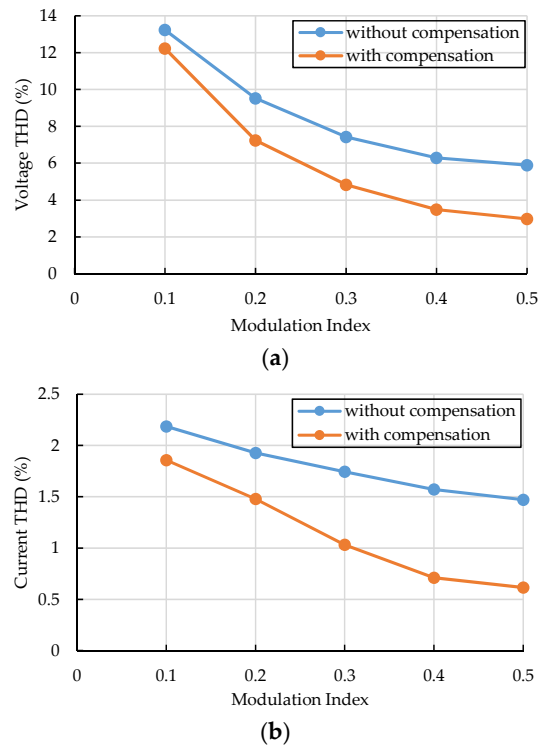 14
12
10
8
6
4
2
0
Voltage THD (%)
without compensation
with compensation
0 0.1 0.2 0.3 0.4 0.5
Modulation Index
(a)
2.5
2
1.5
1
0.5
0
Current THD (%)
without compensation
with compensation
0 0.1 0.2 0.3 0.4 0.5
Modulation Index
(b)